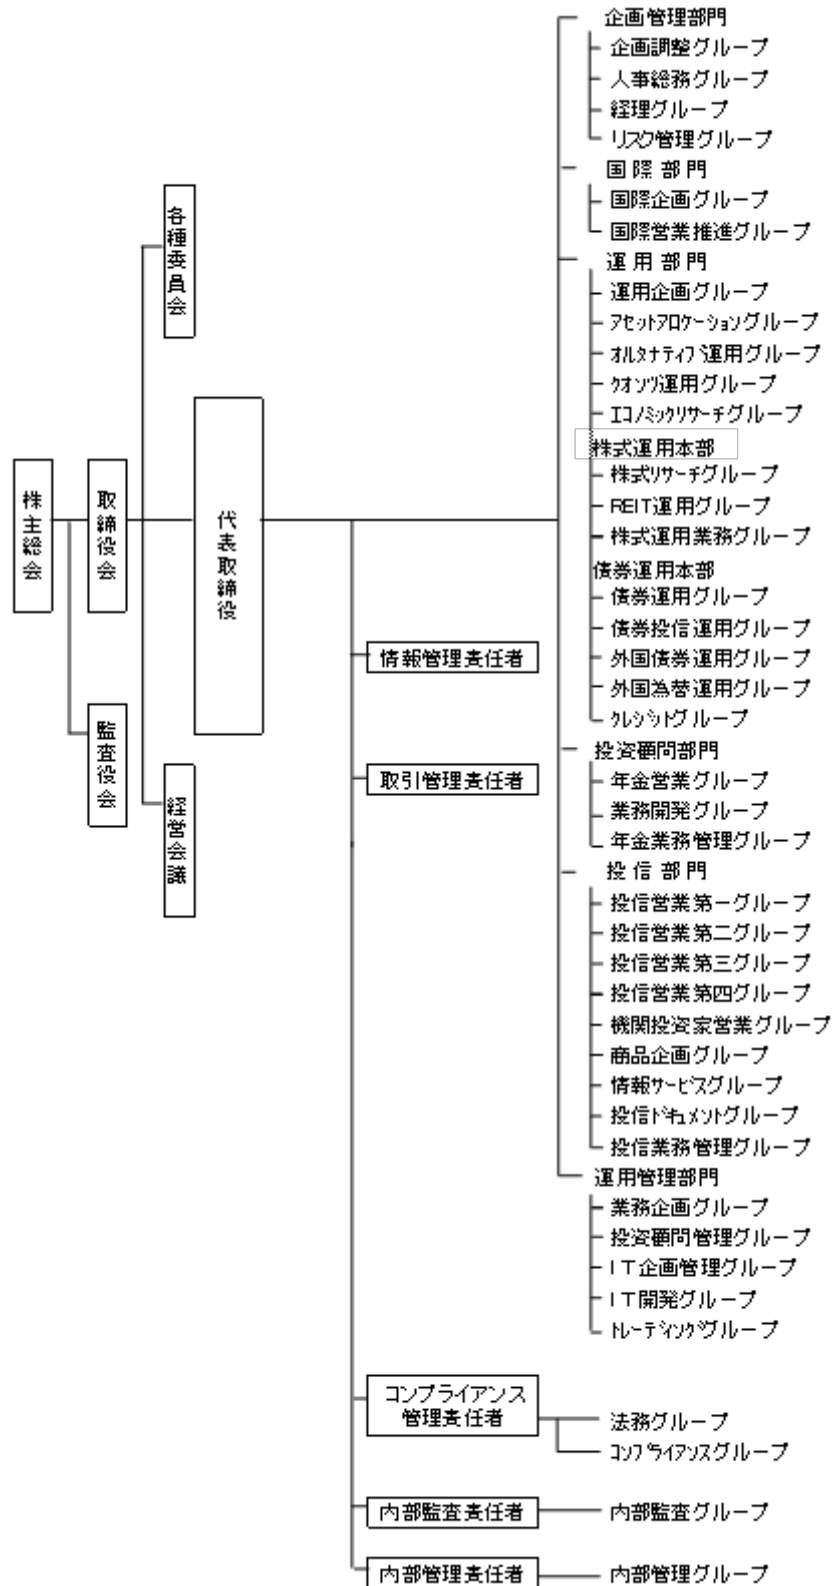 企画管理部門
企画調整グループ
人事総務グループ
経理グループ
リスク管理グループ
国際部門
国際企画グループ
国際営業推進グループ
運用部門
運用企画グループ
アセットアロケーショングループ
オルタナティブ運用グループ
クオンツ運用グループ
エコノミックリサーチグループ
株式運用本部
株式リサーチグループ
REIT運用グループ
株式運用業務グループ
債券運用本部
債券運用グループ
債券投信運用グループ
外国債券運用グループ
外国為替運用グループ
クレジットグループ
投資顧問部門
年金営業グループ
業務開発グループ
年金業務管理グループ
投信部門
投信営業第一グループ
投信営業第二グループ
投信営業第三グループ
投信営業第四グループ
機関投資家営業グループ
商品企画グループ
情報サービスグループ
投信ドキュメントグループ
投信業務管理グループ
運用管理部門
業務企画グループ
投資顧問管理グループ
IT企画管理グループ
IT開発グループ
トレーディンググループ
各種委員会
株主総会
取締役会
代表取締役
監査役会
経営会議
情報管理責任者
取引管理責任者
コンプライアンス
管理責任者
法務グループ
コンプライアンスグループ
内部監査責任者
内部監査グループ
内部管理責任者
内部管理グループ